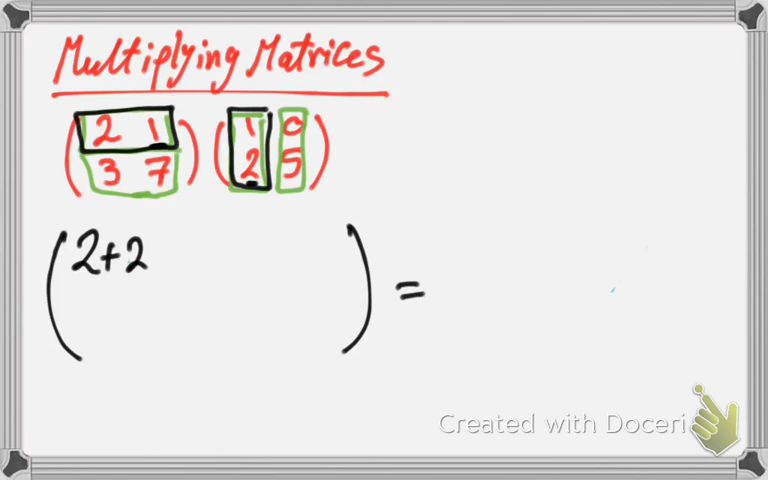 Multiplying Matrices
( 2 1 ) ( 1 0 )
( 3 7 ) ( 2 5 )
( 2+2 ) =
Created with Doceri